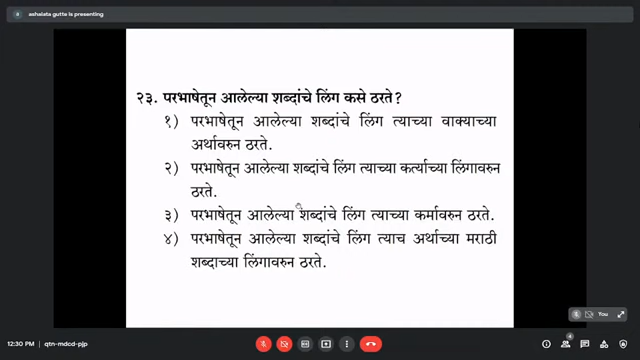 ashalata gutte is presenting
२३. परभाषेतून आलेल्या शब्दांचे लिंग कसे ठरते?
१) परभाषेतून आलेल्या शब्दांचे लिंग त्याच्या वाक्याच्या
अर्थावरुन ठरते.
२) परभाषेतून आलेल्या शब्दांचे लिंग त्याच्या कर्त्याच्या लिंगावरुन
ठरते.
३) परभाषेतून आलेल्या शब्दांचे लिंग त्याच्या कर्मावरुन ठरते.
४) परभाषेतून आलेल्या शब्दांचे लिंग त्याच अर्थाच्या मराठी
शब्दाच्या लिंगावरुन ठरते.
You
12:30 PM | qtn-mdcd-pjp